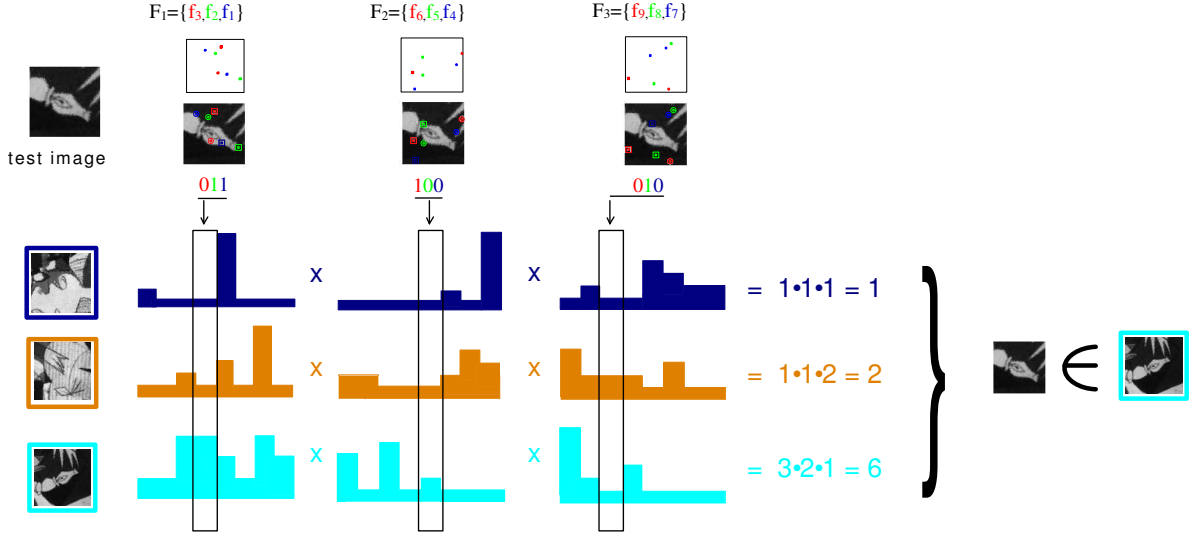 F₁={f₃,f₂,f₁} F₂={f₆,f₅,f₄} F₃={f₉,f₈,f₇}
test image
011 100 010
x x = 1•1•1 = 1
x x = 1•1•2 = 2
x x = 3•2•1 = 6
} ∈